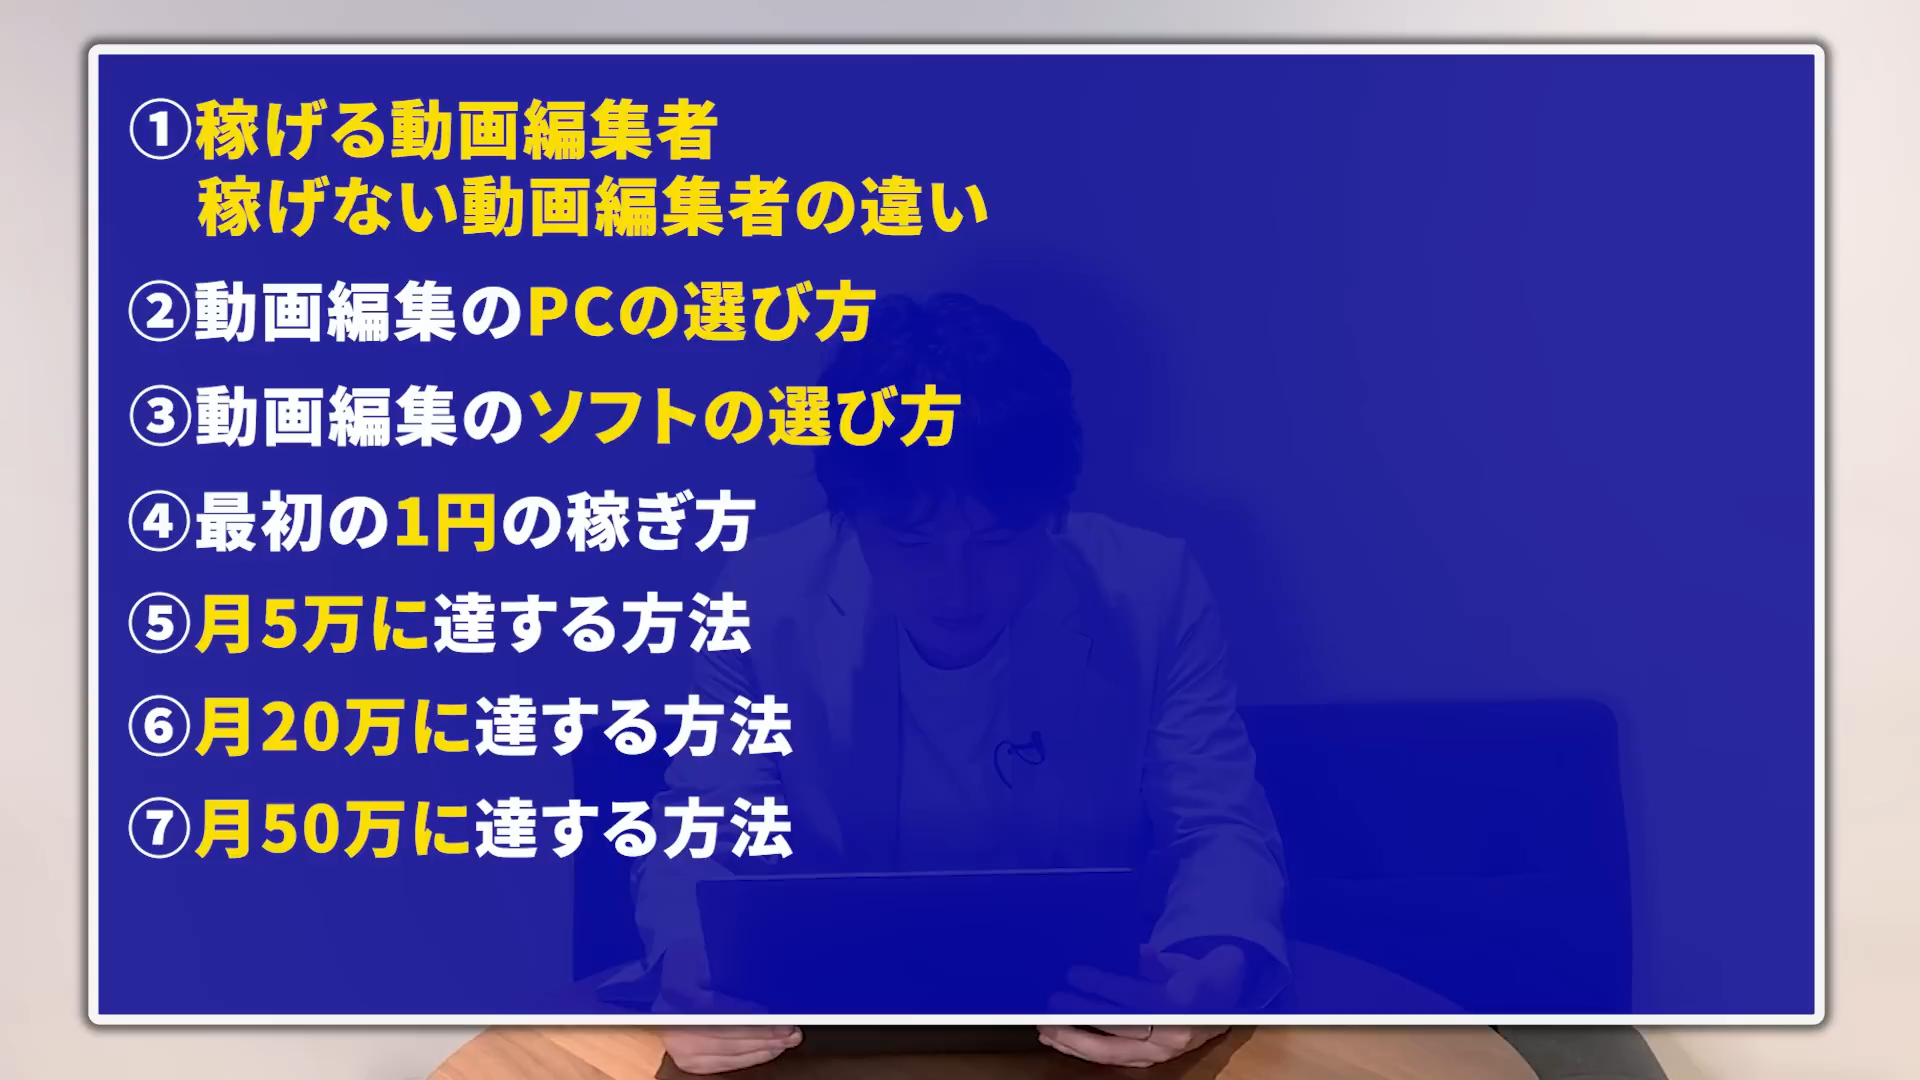 ①稼げる動画編集者
稼げない動画編集者の違い
②動画編集のPCの選び方
③動画編集のソフトの選び方
④最初の1円の稼ぎ方
⑤月5万に達する方法
⑥月20万に達する方法
⑦月50万に達する方法